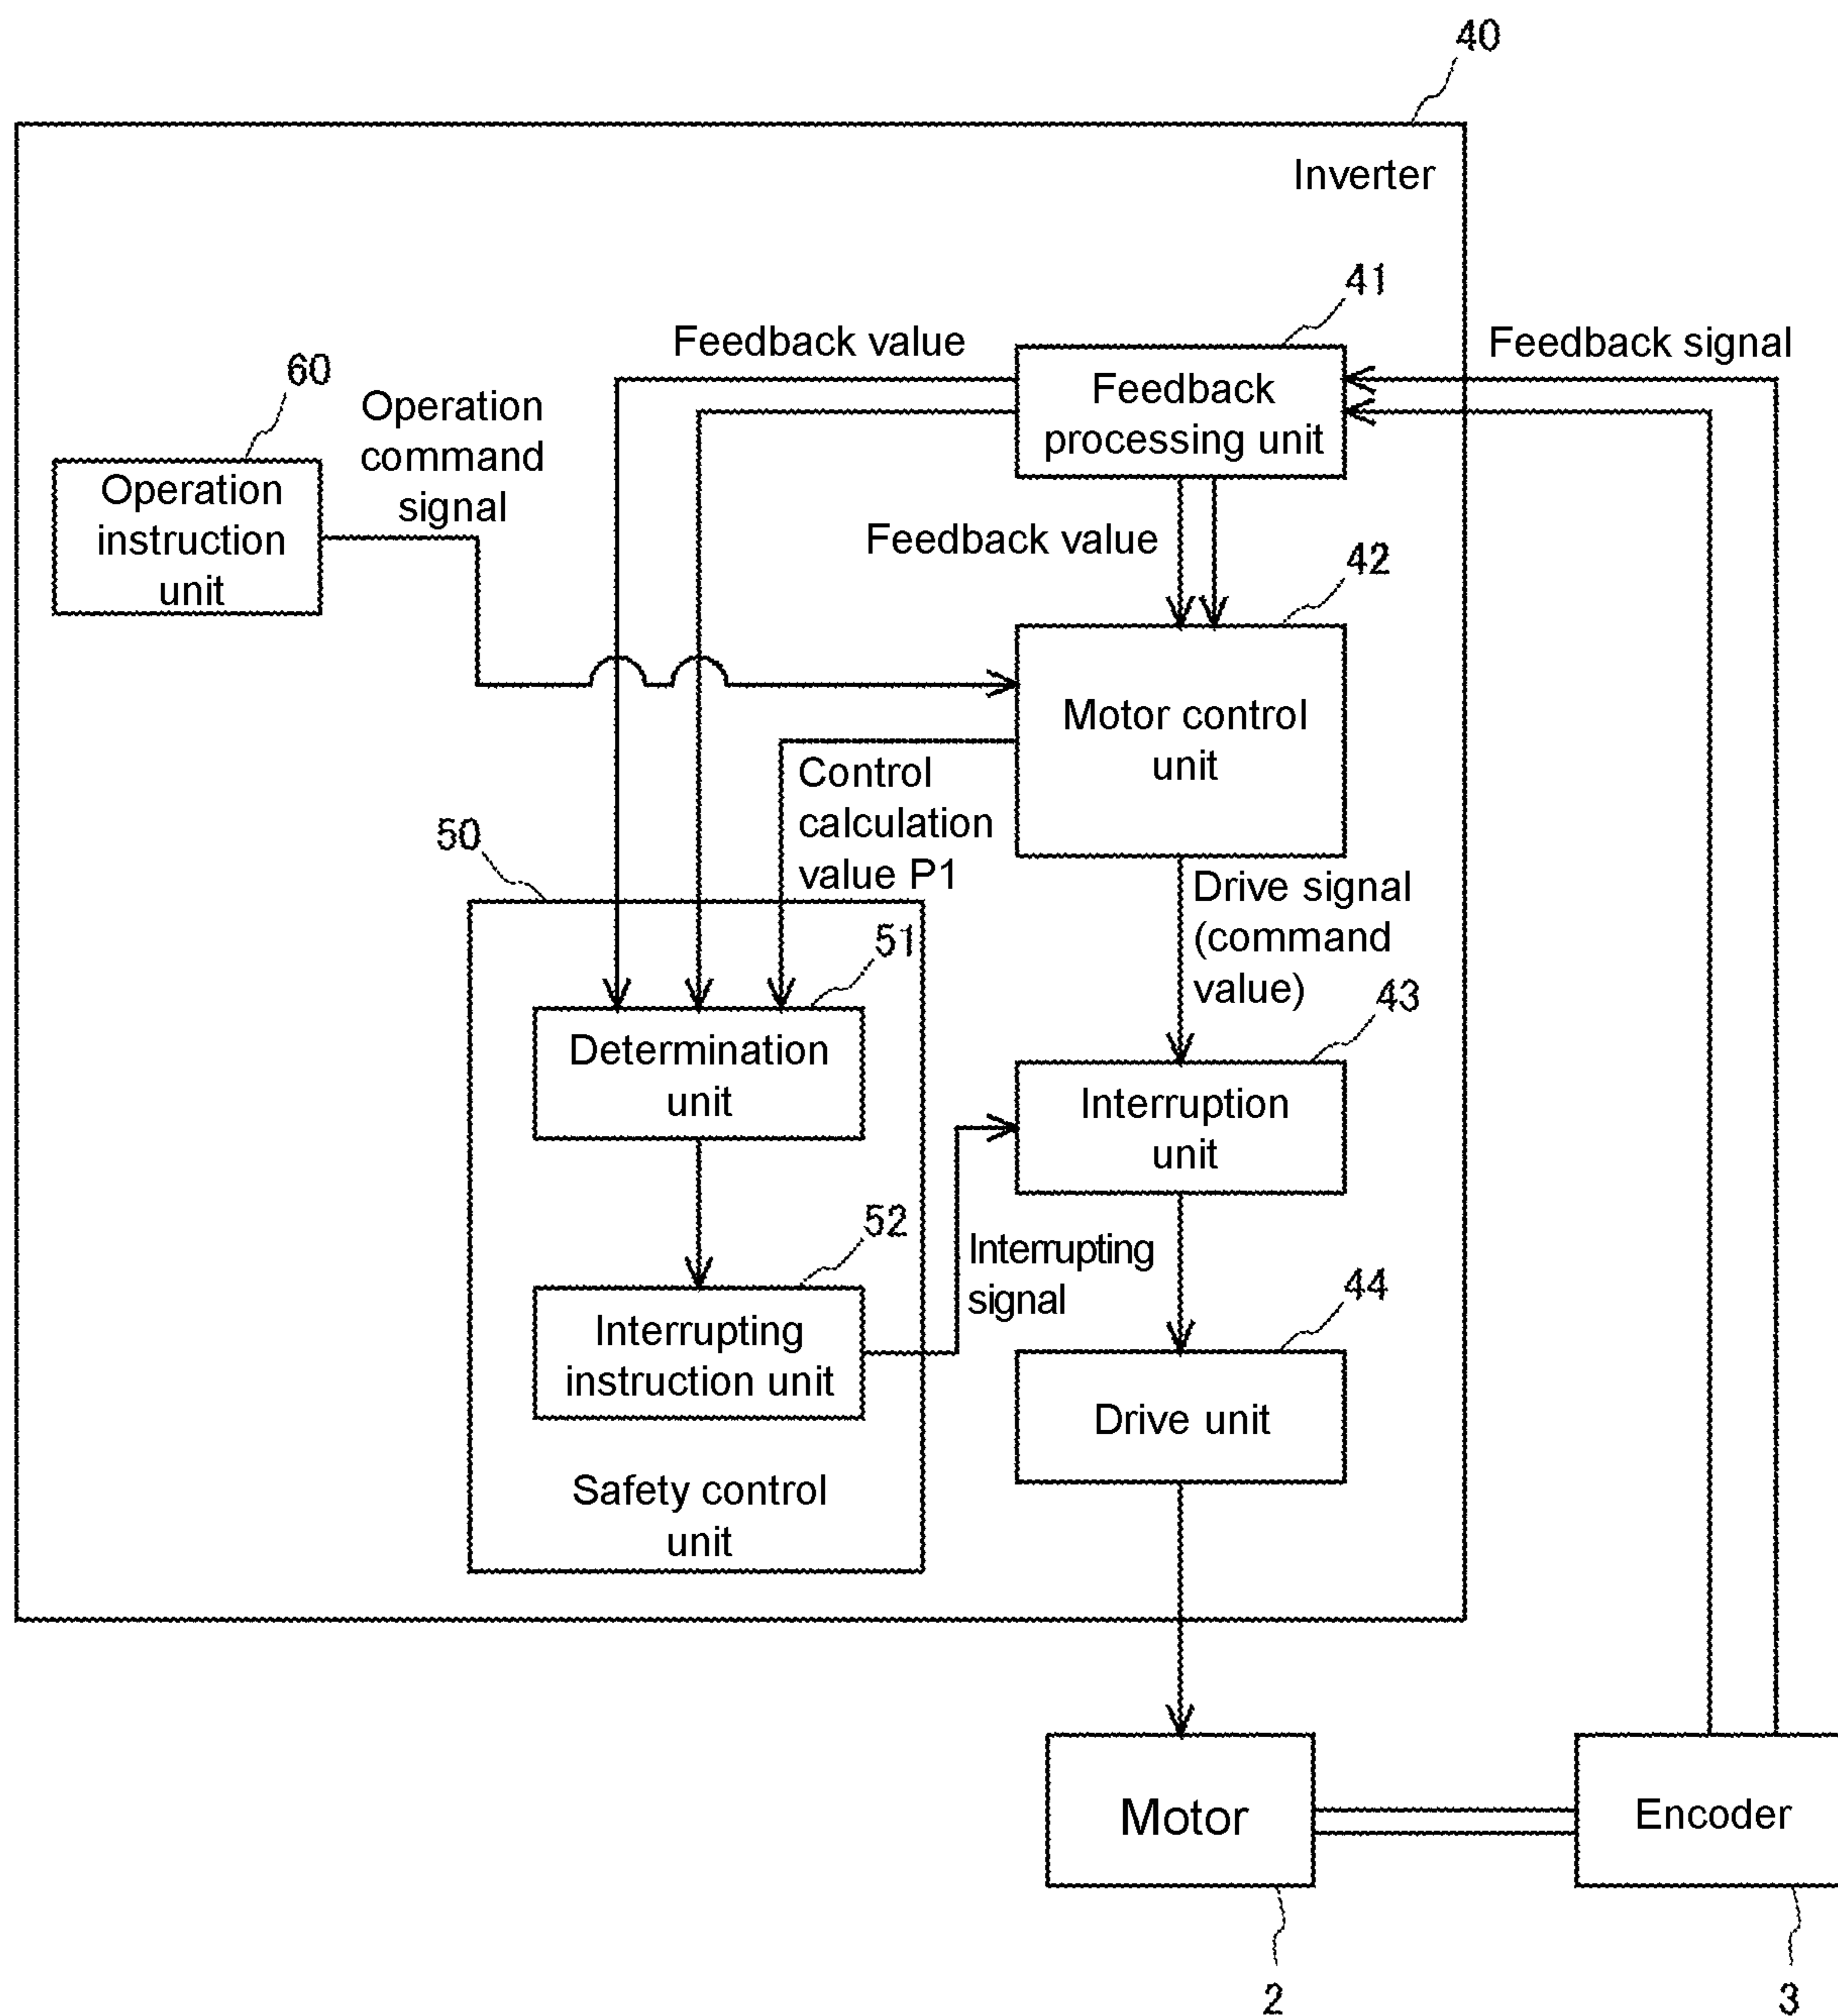 40
Inverter
41
Feedback value
Feedback signal
60
Operation
command
signal
Feedback
processing unit
Operation
instruction
unit
Feedback value
42
Motor control
unit
Control
calculation
value P1
50
Drive signal
(command
value)
51
43
Determination
unit
Interruption
unit
52
Interrupting
signal
44
Interrupting
instruction unit
Drive unit
Safety control
unit
Motor
Encoder
2
3